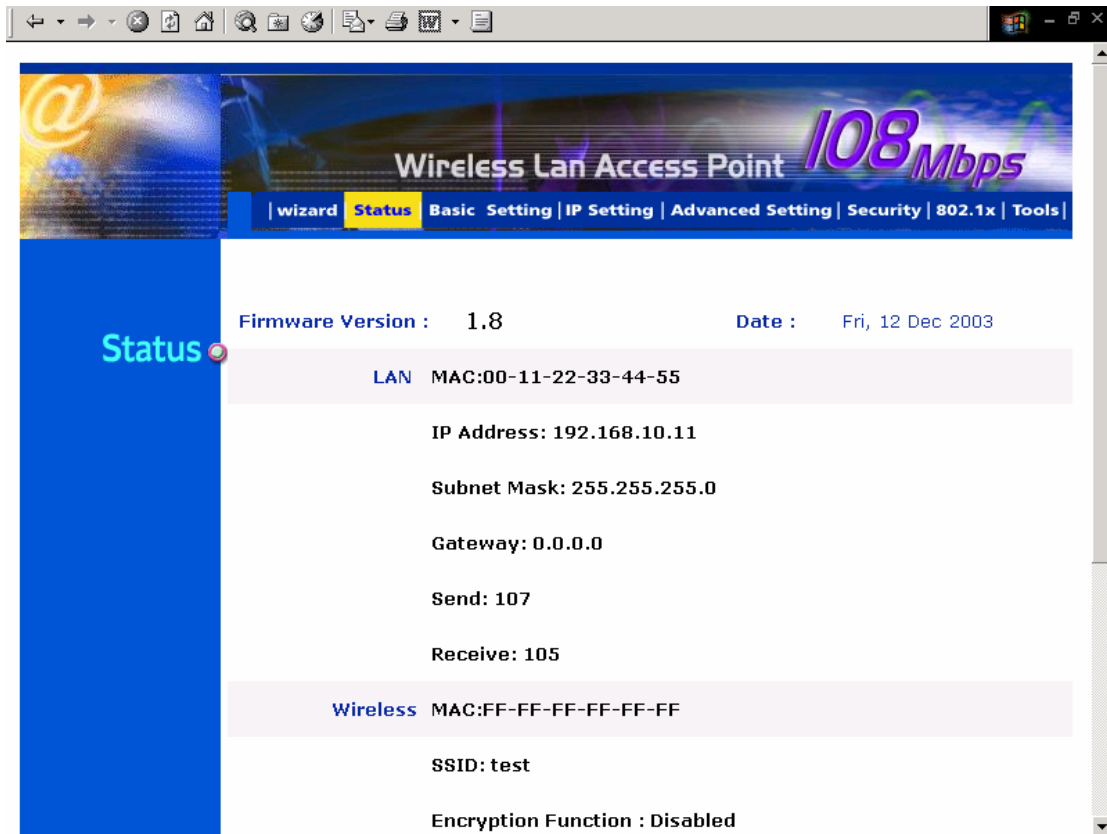 Wireless Lan Access Point 108Mbps
|wizard Status Basic Setting|IP Setting|Advanced Setting|Security|802.1x|Tools|
Status
Firmware Version : 1.8 Date : Fri, 12 Dec 2003
LAN MAC:00-11-22-33-44-55
IP Address: 192.168.10.11
Subnet Mask: 255.255.255.0
Gateway: 0.0.0.0
Send: 107
Receive: 105
Wireless MAC:FF-FF-FF-FF-FF-FF
SSID: test
Encryption Function : Disabled